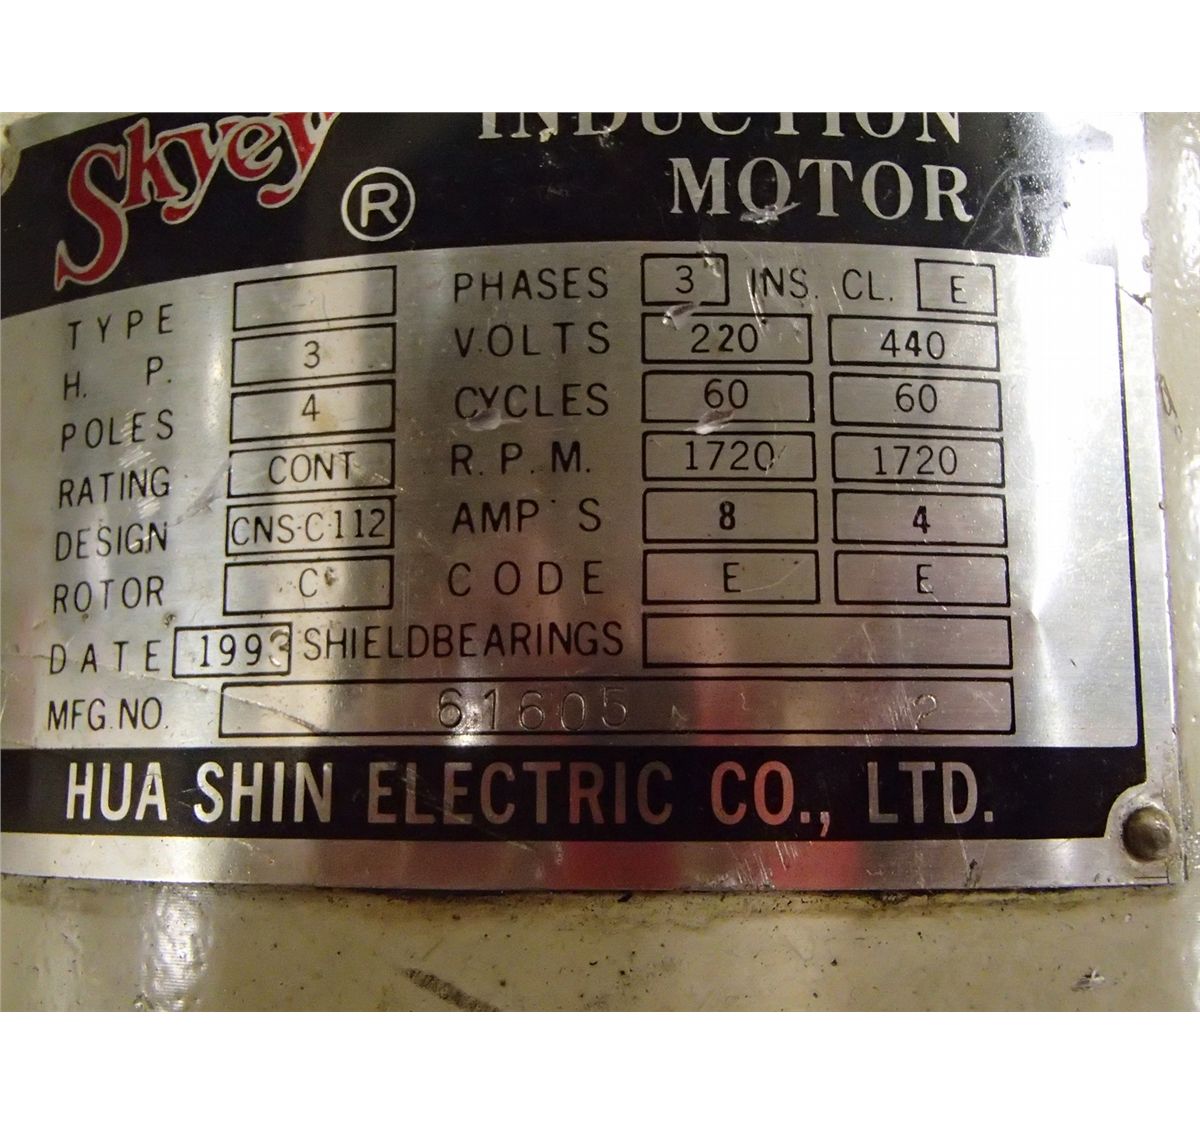 Skyey ® INDUCTION
MOTOR
TYPE PHASES 3 INS. CL. E
H. P. 3 VOLTS 220 440
POLES 4 CYCLES 60 60
RATING CONT R. P. M. 1720 1720
DESIGN CNS·C·112 AMP'S 8 4
ROTOR C CODE E E
DATE 1993 SHIELDBEARINGS
MFG. NO. 61605 2
HUA SHIN ELECTRIC CO., LTD.